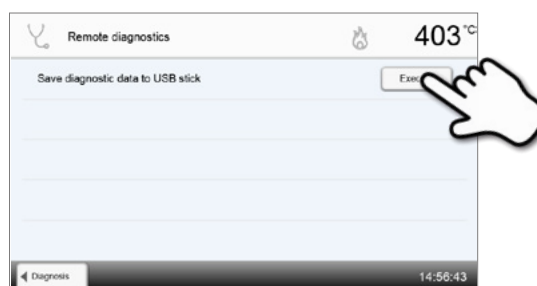 Remote diagnostics
403 °C
Save diagnostic data to USB stick
Diagnosis
14:56:43